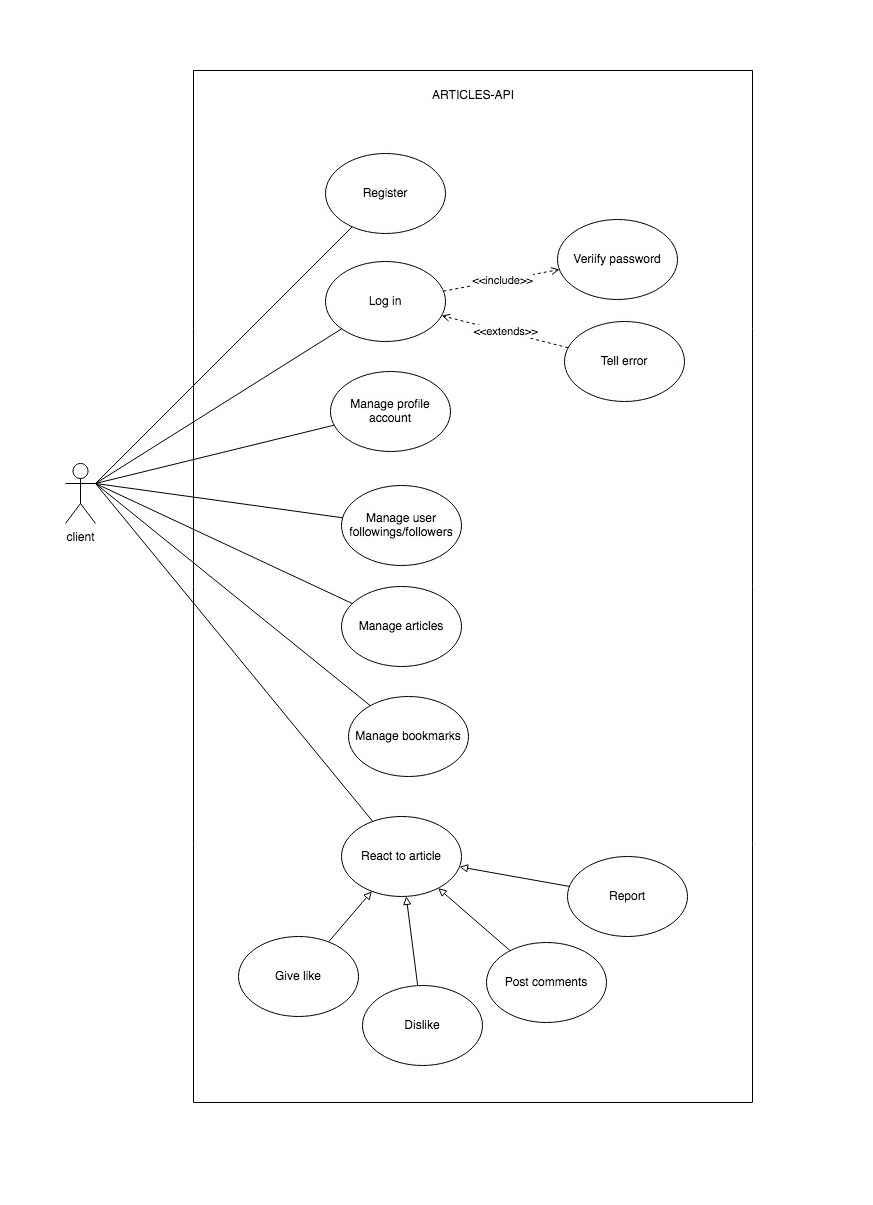 ARTICLES-API
Register
Veriify password
<<include>>
Log in
<<extends>>
Tell error
Manage profile
account
client
Manage user
followings/followers
Manage articles
Manage bookmarks
React to article
Report
Give like
Post comments
Dislike